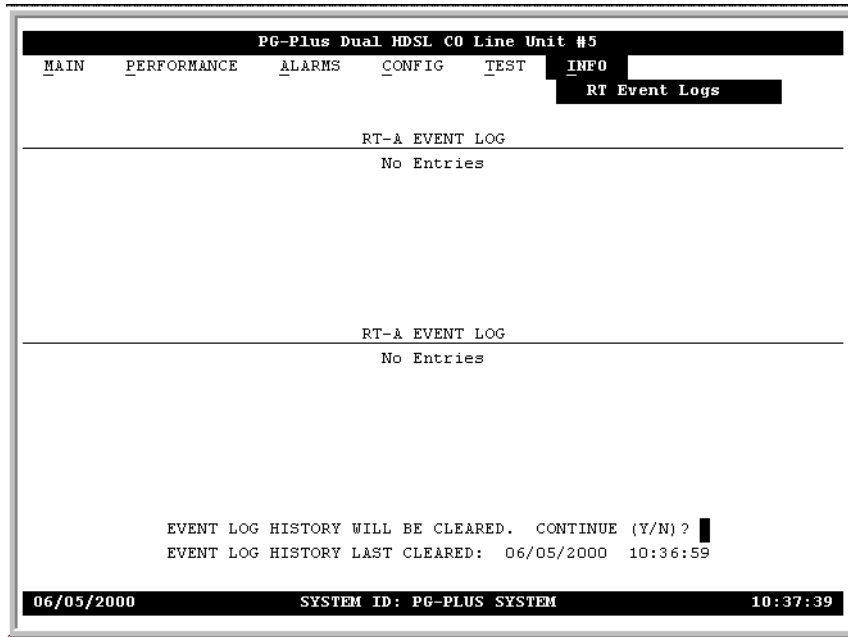 PG-Plus Dual HDSL CO Line Unit #5
MAIN PERFORMANCE ALARMS CONFIG TEST INFO
RT Event Logs
RT-A EVENT LOG
No Entries
RT-A EVENT LOG
No Entries
EVENT LOG HISTORY WILL BE CLEARED. CONTINUE (Y/N)?
EVENT LOG HISTORY LAST CLEARED: 06/05/2000 10:36:59
06/05/2000 SYSTEM ID: PG-PLUS SYSTEM 10:37:39